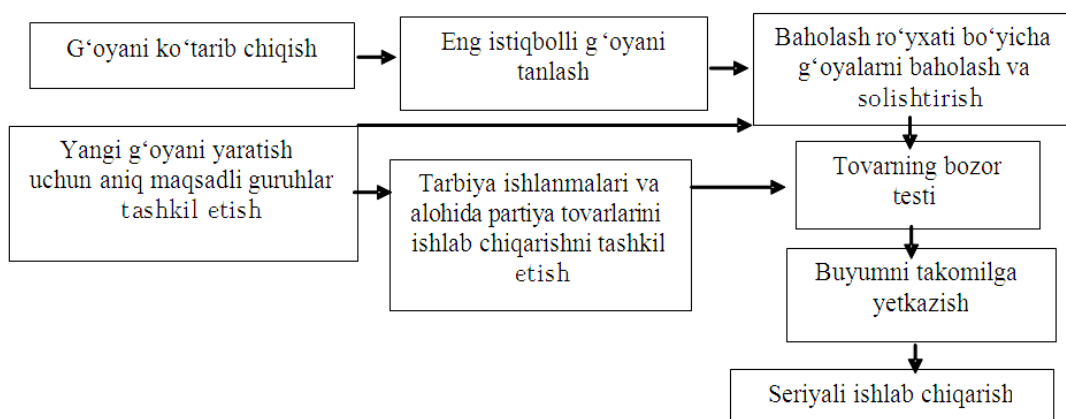 G‘oyani ko‘tarib chiqish
Eng istiqbolli g ‘oyani
tanlash
Baholash ro‘yxati bo‘yicha
g‘oyalarni baholash va
solishtirish
Yangi g‘oyani yaratish
uchun aniq maqsadli guruhlar
tashkil etish
Tarbiya ishlanmalari va
alohida partiya tovarlarini
ishlab chiqarishni tashkil
etish
Tovarning bozor
testi
Buyumni takomilga
yetkazish
Seriyali ishlab chiqarish